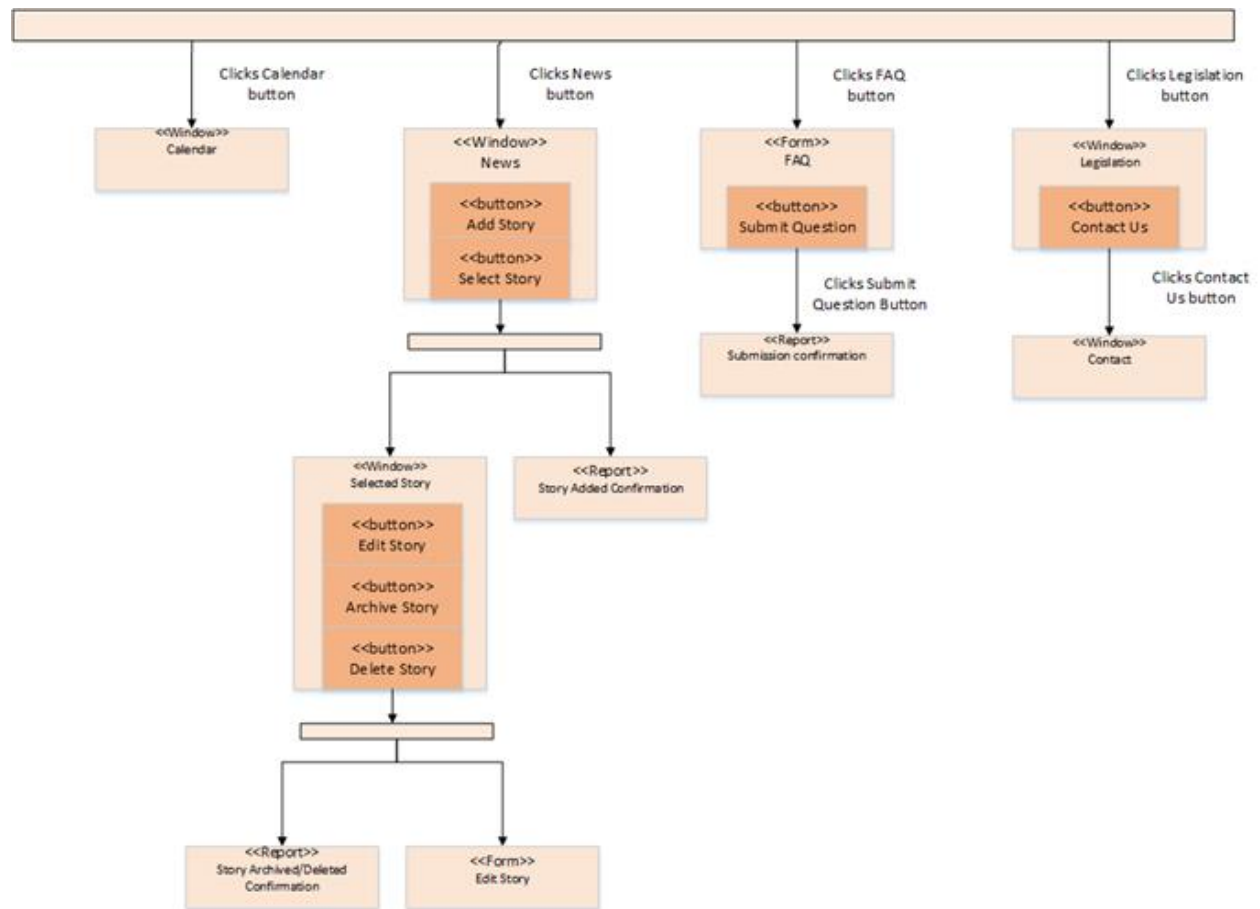 Clicks Calendar
button
Clicks News
button
Clicks FAQ
button
Clicks Legislation
button
<<Window>>
Calendar
<<Window>>
News
<<button>>
Add Story
<<button>>
Select Story
<<Form>>
FAQ
<<button>>
Submit Question
<<Window>>
Legislation
<<button>>
Contact Us
Clicks Submit
Question Button
Clicks Contact
Us button
<<Report>>
Submission confirmation
<<Window>>
Contact
<<Window>>
Selected Story
<<button>>
Edit Story
<<button>>
Archive Story
<<button>>
Delete Story
<<Report>>
Story Added Confirmation
<<Report>>
Story Archived/Deleted
Confirmation
<<Form>>
Edit Story